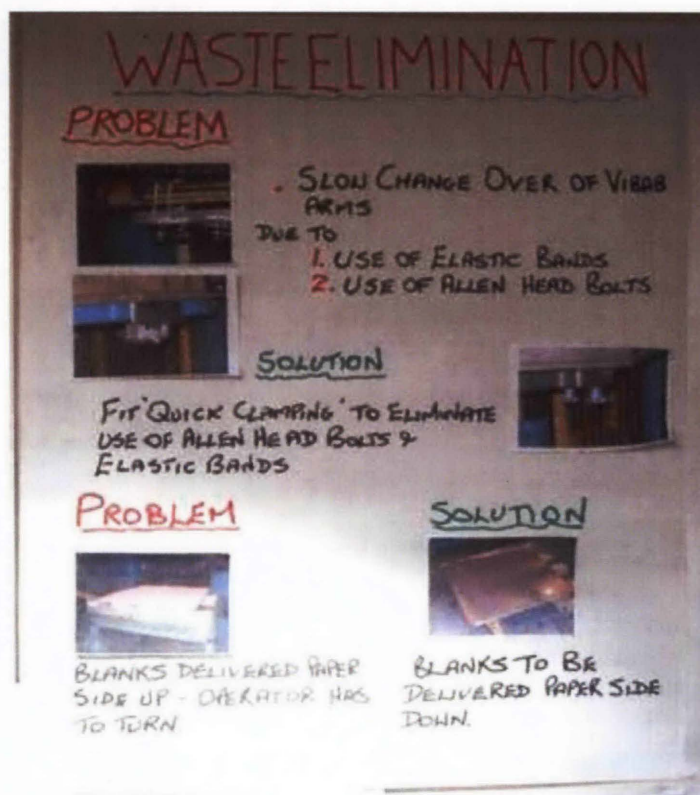 WASTE ELIMINATION
PROBLEM
. SLOW CHANGE OVER OF VIBAB
ARMS
DUE TO
1. USE OF ELASTIC BANDS
2. USE OF ALLEN HEAD BOLTS
SOLUTION
FIT 'QUICK CLAMPING' TO ELIMINATE
USE OF ALLEN HEAD BOLTS &
ELASTIC BANDS
PROBLEM
BLANKS DELIVERED PAPER
SIDE UP - OPERATOR HAS
TO TURN
SOLUTION
BLANKS TO BE
DELIVERED PAPER SIDE
DOWN.